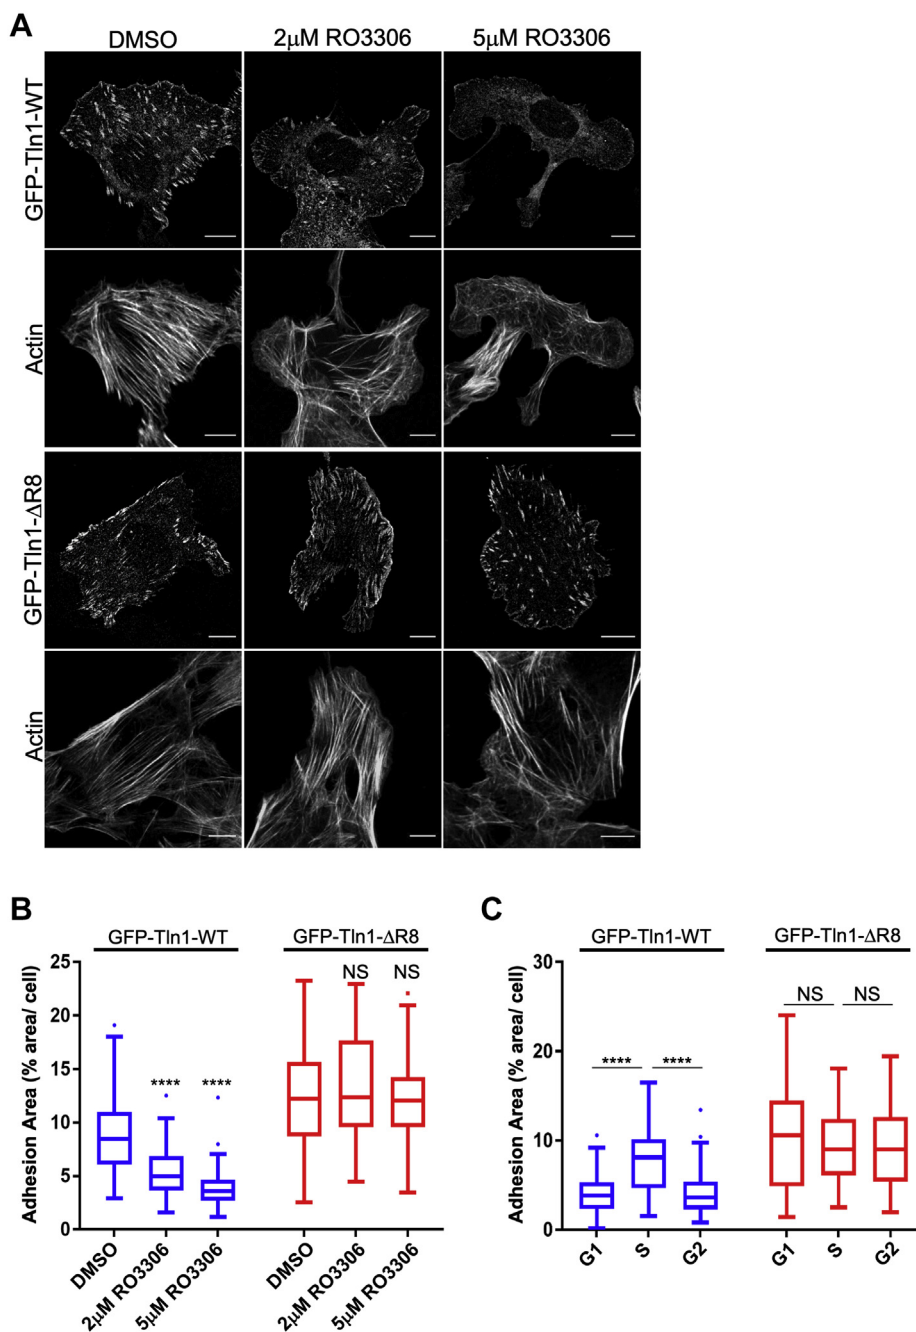 A
DMSO
2μM RO3306
5μM RO3306
GFP-Tln1-WT
Actin
GFP-Tln1-ΔR8
Actin
B
GFP-Tln1-WT
GFP-Tln1-ΔR8
Adhesion Area (% area/ cell)
25
20
15
10
5
0
****
****
NS
NS
DMSO
2μM RO3306
5μM RO3306
DMSO
2μM RO3306
5μM RO3306
C
GFP-Tln1-WT
GFP-Tln1-ΔR8
Adhesion Area (% area/ cell)
30
20
10
0
****
****
NS
NS
G1
S
G2
G1
S
G2